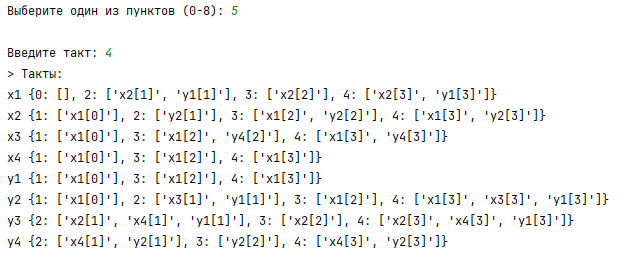 Выберите один из пунктов (0-8): 5
Введите такт: 4
> Такты:
x1 {0: [], 2: ['x2[1]', 'y1[1]'], 3: ['x2[2]'], 4: ['x2[3]', 'y1[3]']}
x2 {1: ['x1[0]'], 2: ['y2[1]'], 3: ['x1[2]', 'y2[2]'], 4: ['x1[3]', 'y2[3]']}
x3 {1: ['x1[0]'], 3: ['x1[2]', 'y4[2]'], 4: ['x1[3]', 'y4[3]']}
x4 {1: ['x1[0]'], 3: ['x1[2]'], 4: ['x1[3]']}
y1 {1: ['x1[0]'], 3: ['x1[2]'], 4: ['x1[3]']}
y2 {1: ['x1[0]'], 2: ['x3[1]', 'y1[1]'], 3: ['x1[2]'], 4: ['x1[3]', 'x3[3]', 'y1[3]']}
y3 {2: ['x2[1]', 'x4[1]', 'y1[1]'], 3: ['x2[2]'], 4: ['x2[3]', 'x4[3]', 'y1[3]']}
y4 {2: ['x4[1]', 'y2[1]'], 3: ['y2[2]'], 4: ['x4[3]', 'y2[3]']}